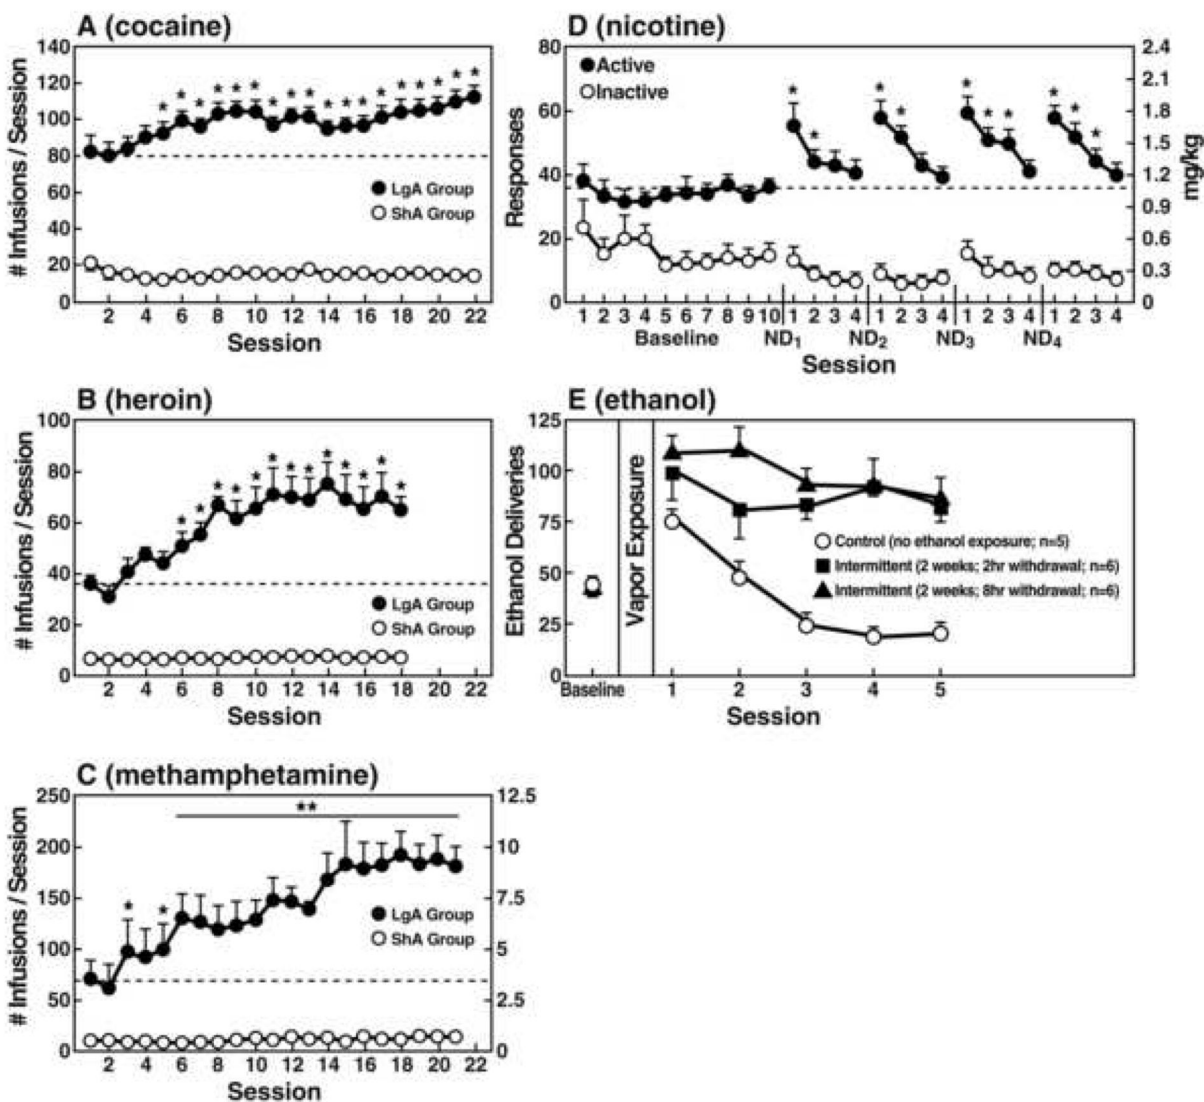 A (cocaine)
# Infusions / Session
140
120
100
80
60
40
20
0
* * * * * * * * * * * * * * * * * *
LgA Group
ShA Group
2 4 6 8 10 12 14 16 18 20 22
Session
B (heroin)
# Infusions / Session
100
80
60
40
20
0
* * * * * * * * * * * * *
LgA Group
ShA Group
2 4 6 8 10 12 14 16 18 20 22
Session
C (methamphetamine)
# Infusions / Session
250
200
150
100
50
0
12.5
10
7.5
5
2.5
0
* *
**
LgA Group
ShA Group
2 4 6 8 10 12 14 16 18 20 22
Session
D (nicotine)
Responses
80
60
40
20
0
2.4
2.1
1.8
1.5
1.2
0.9
0.6
0.3
0
mg/kg
Active
Inactive
* * * * * * * * * * *
1 2 3 4 5 6 7 8 9 10 1 2 3 4 1 2 3 4 1 2 3 4 1 2 3 4
Baseline ND1 ND2 ND3 ND4
Session
E (ethanol)
Ethanol Deliveries
125
100
75
50
25
0
Vapor Exposure
Control (no ethanol exposure; n=5)
Intermittent (2 weeks; 2hr withdrawal; n=6)
Intermittent (2 weeks; 8hr withdrawal; n=6)
Baseline 1 2 3 4 5
Session